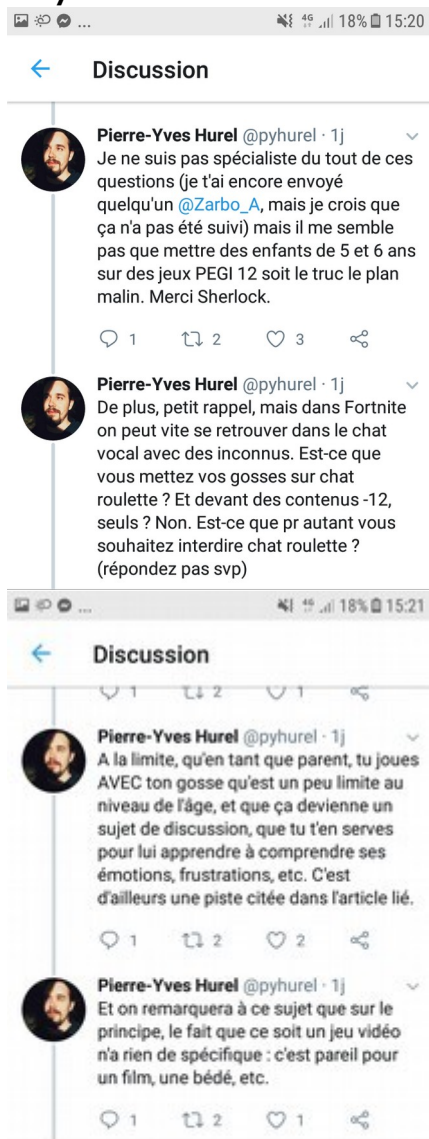 4G 18% 15:20
Discussion
Pierre-Yves Hurel @pyhurel · 1j
Je ne suis pas spécialiste du tout de ces
questions (je t'ai encore envoyé
quelqu'un @Zarbo_A, mais je crois que
ça n'a pas été suivi) mais il me semble
pas que mettre des enfants de 5 et 6 ans
sur des jeux PEGI 12 soit le truc le plan
malin. Merci Sherlock.
1 2 3
Pierre-Yves Hurel @pyhurel · 1j
De plus, petit rappel, mais dans Fortnite
on peut vite se retrouver dans le chat
vocal avec des inconnus. Est-ce que
vous mettez vos gosses sur chat
roulette ? Et devant des contenus -12,
seuls ? Non. Est-ce que pr autant vous
souhaitez interdire chat roulette ?
(répondez pas svp)
4G 18% 15:21
Discussion
1 2 1
Pierre-Yves Hurel @pyhurel · 1j
A la limite, qu'en tant que parent, tu joues
AVEC ton gosse qu'est un peu limite au
niveau de l'âge, et que ça devienne un
sujet de discussion, que tu t'en serves
pour lui apprendre à comprendre ses
émotions, frustrations, etc. C'est
d'ailleurs une piste citée dans l'article lié.
1 2 2
Pierre-Yves Hurel @pyhurel · 1j
Et on remarquera à ce sujet que sur le
principe, le fait que ce soit un jeu vidéo
n'a rien de spécifique : c'est pareil pour
un film, une bédé, etc.
1 2 1